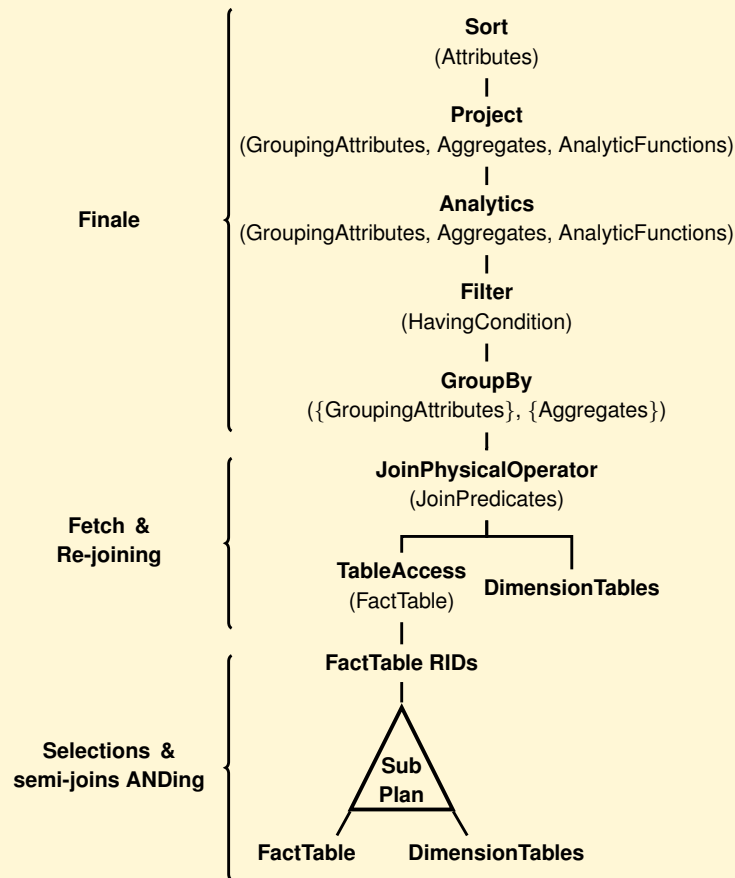 Sort
(Attributes)
Project
(GroupingAttributes, Aggregates, AnalyticFunctions)
Analytics
(GroupingAttributes, Aggregates, AnalyticFunctions)
Finale
Filter
(HavingCondition)
GroupBy
({GroupingAttributes}, {Aggregates})
JoinPhysicalOperator
(JoinPredicates)
Fetch &
Re-joining
TableAccess
(FactTable)
DimensionTables
FactTable RIDs
Selections &
semi-joins ANDing
Sub
Plan
FactTable
DimensionTables